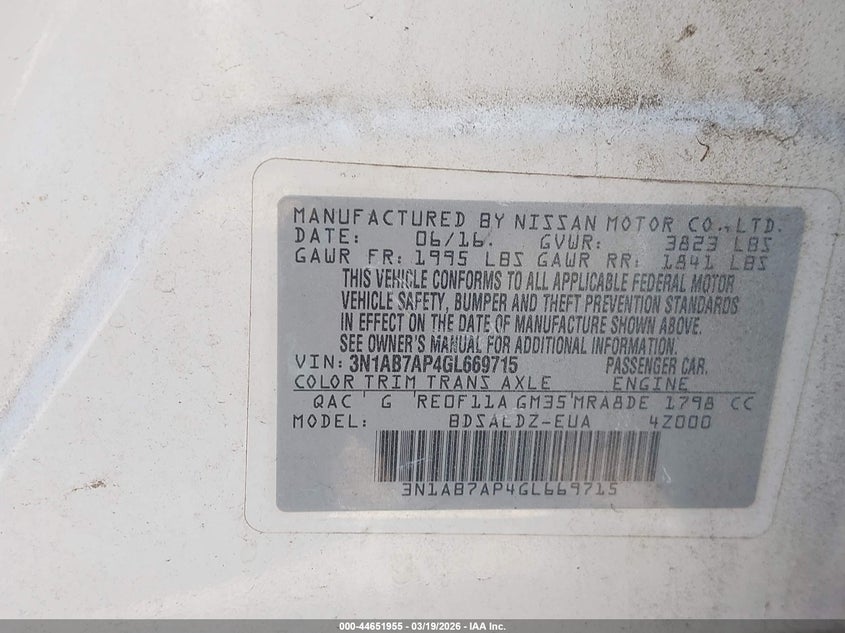 MANUFACTURED BY NISSAN MOTOR CO., LTD.
DATE: 06/16. GVWR: 3823 LBS
GAWR FR: 1995 LBS GAWR RR: 1841 LBS
THIS VEHICLE CONFORMS TO ALL APPLICABLE FEDERAL MOTOR
VEHICLE SAFETY, BUMPER AND THEFT PREVENTION STANDARDS
IN EFFECT ON THE DATE OF MANUFACTURE SHOWN ABOVE.
SEE OWNER'S MANUAL FOR ADDITIONAL INFORMATION.
VIN: 3N1AB7AP4GL669715 PASSENGER CAR.
COLOR TRIM TRANS AXLE ENGINE
QAC G RE0F11A GM35 MRA8DE 1798 CC
MODEL: BDSALDZ-EUA 4Z000
3N1AB7AP4GL669715
000-44651955 — 03/19/2026 — IAA Inc.